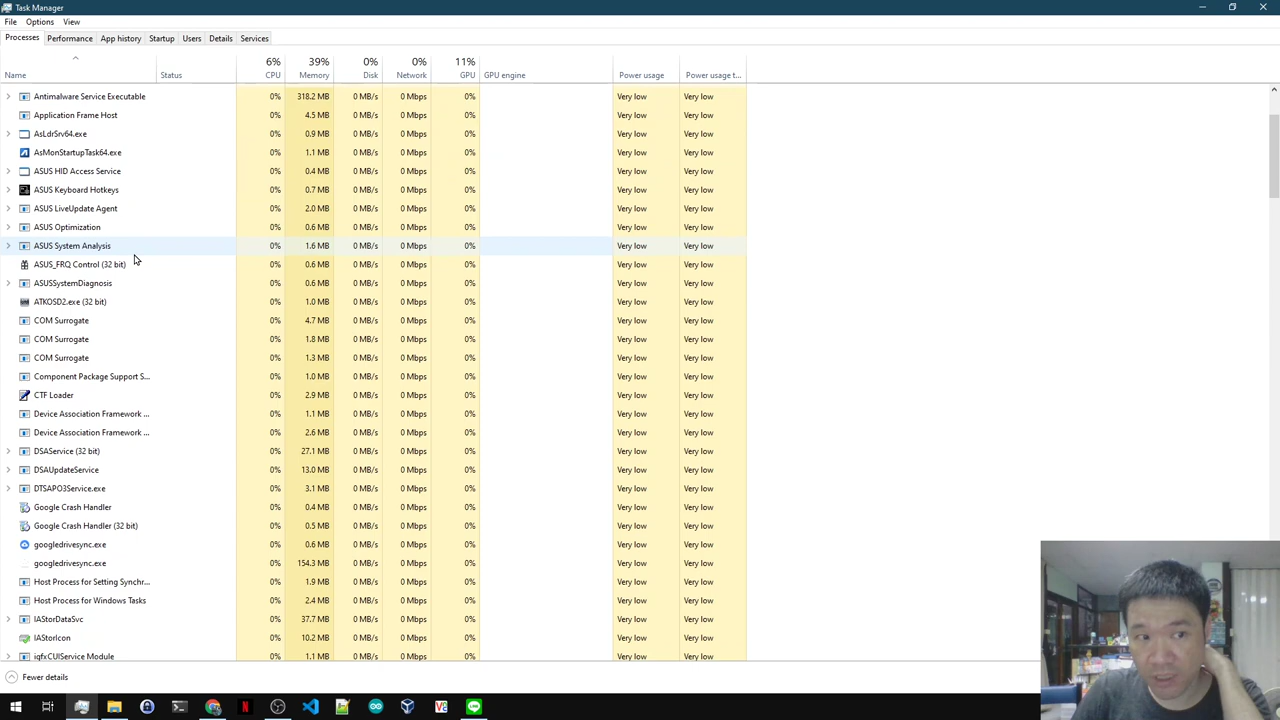 Task Manager
File Options View
Processes Performance App history Startup Users Details Services
6% 39% 0% 0% 11%
Name Status CPU Memory Disk Network GPU GPU engine Power usage Power usage t...
Antimalware Service Executable 0% 318.2 MB 0 MB/s 0 Mbps 0% Very low Very low
Application Frame Host 0% 4.5 MB 0 MB/s 0 Mbps 0% Very low Very low
AsLdrSrv64.exe 0% 0.9 MB 0 MB/s 0 Mbps 0% Very low Very low
AsMonStartupTask64.exe 0% 1.1 MB 0 MB/s 0 Mbps 0% Very low Very low
ASUS HID Access Service 0% 0.4 MB 0 MB/s 0 Mbps 0% Very low Very low
ASUS Keyboard Hotkeys 0% 0.7 MB 0 MB/s 0 Mbps 0% Very low Very low
ASUS LiveUpdate Agent 0% 2.0 MB 0 MB/s 0 Mbps 0% Very low Very low
ASUS Optimization 0% 0.6 MB 0 MB/s 0 Mbps 0% Very low Very low
ASUS System Analysis 0% 1.6 MB 0 MB/s 0 Mbps 0% Very low Very low
ASUS_FRQ Control (32 bit) 0% 0.6 MB 0 MB/s 0 Mbps 0% Very low Very low
ASUSSystemDiagnosis 0% 0.6 MB 0 MB/s 0 Mbps 0% Very low Very low
ATKOSD2.exe (32 bit) 0% 1.0 MB 0 MB/s 0 Mbps 0% Very low Very low
COM Surrogate 0% 4.7 MB 0 MB/s 0 Mbps 0% Very low Very low
COM Surrogate 0% 1.8 MB 0 MB/s 0 Mbps 0% Very low Very low
COM Surrogate 0% 1.3 MB 0 MB/s 0 Mbps 0% Very low Very low
Component Package Support S... 0% 1.0 MB 0 MB/s 0 Mbps 0% Very low Very low
CTF Loader 0% 2.9 MB 0 MB/s 0 Mbps 0% Very low Very low
Device Association Framework ... 0% 1.1 MB 0 MB/s 0 Mbps 0% Very low Very low
Device Association Framework ... 0% 2.6 MB 0 MB/s 0 Mbps 0% Very low Very low
DSAService (32 bit) 0% 27.1 MB 0 MB/s 0 Mbps 0% Very low Very low
DSAUpdateService 0% 13.0 MB 0 MB/s 0 Mbps 0% Very low Very low
DTSAPO3Service.exe 0% 3.1 MB 0 MB/s 0 Mbps 0% Very low Very low
Google Crash Handler 0% 0.4 MB 0 MB/s 0 Mbps 0% Very low Very low
Google Crash Handler (32 bit) 0% 0.5 MB 0 MB/s 0 Mbps 0% Very low Very low
googledrivesync.exe 0% 0.6 MB 0 MB/s 0 Mbps 0% Very low Very low
googledrivesync.exe 0% 154.3 MB 0 MB/s 0 Mbps 0% Very low Very low
Host Process for Setting Synchr... 0% 1.9 MB 0 MB/s 0 Mbps 0% Very low Very low
Host Process for Windows Tasks 0% 2.4 MB 0 MB/s 0 Mbps 0% Very low Very low
IAStorDataSvc 0% 37.7 MB 0 MB/s 0 Mbps 0% Very low Very low
IAStorIcon 0% 10.2 MB 0 MB/s 0 Mbps 0% Very low Very low
igfxCUIService Module 0% 1.1 MB 0 MB/s 0 Mbps 0% Very low Very low
Fewer details